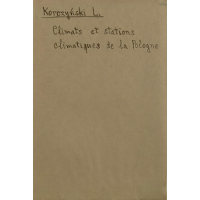 Korczyński L.
Climats et stations
climatiques de la Pologne